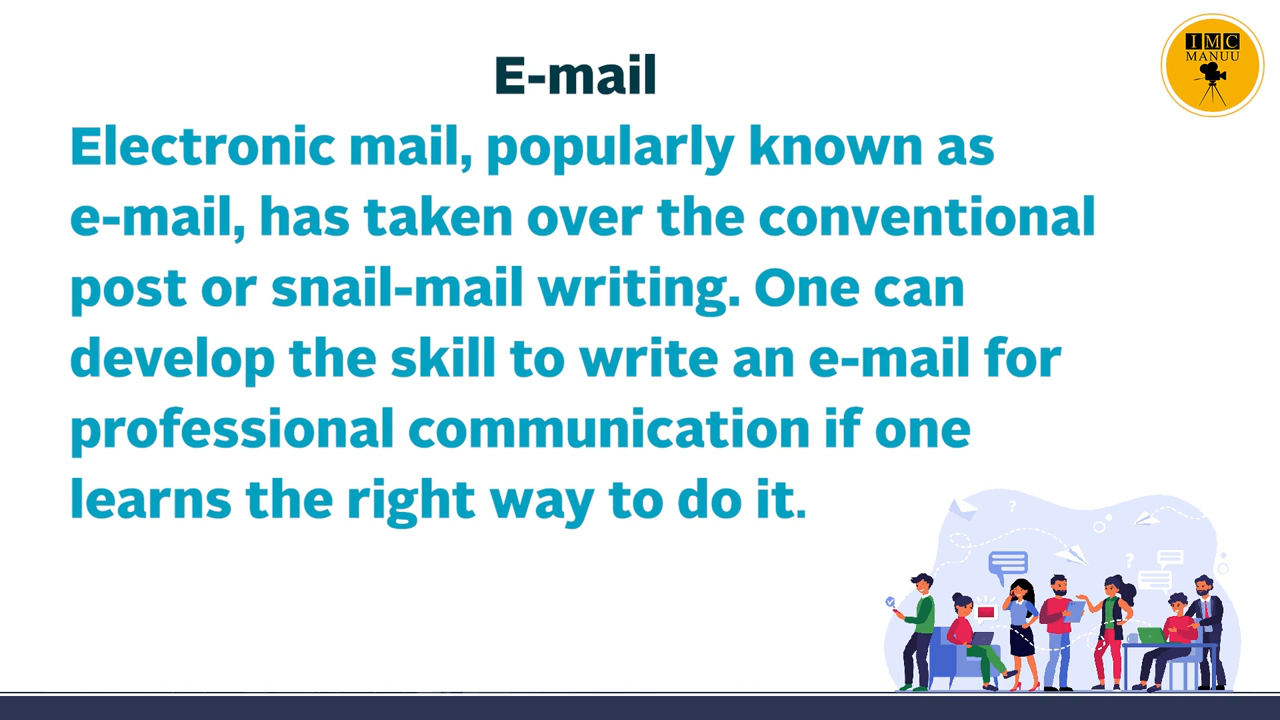 IMC
MANUU
E-mail
Electronic mail, popularly known as
e-mail, has taken over the conventional
post or snail-mail writing. One can
develop the skill to write an e-mail for
professional communication if one
learns the right way to do it.
? 
?